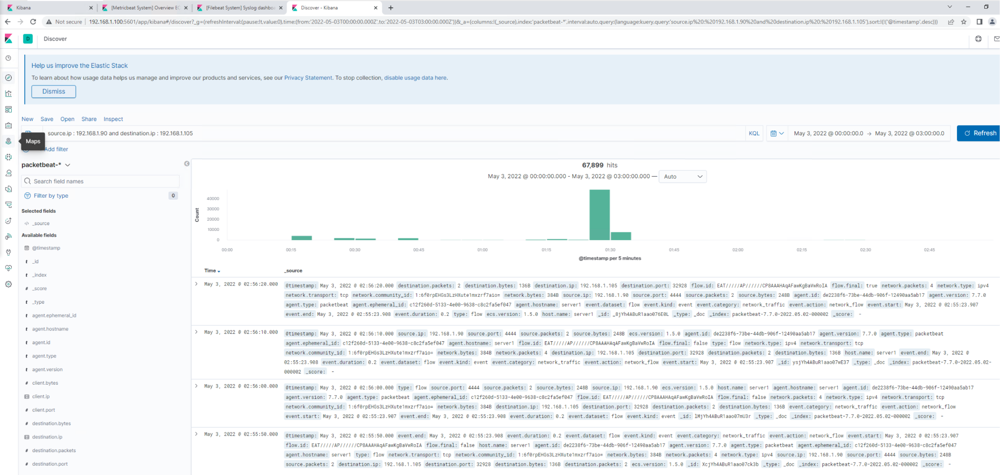 Kibana
[Metricbeat System] Overview EC
[Filebeat System] Syslog dashboa
Discover - Kibana
Not secure
192.168.1.100:5601/app/kibana#/discover?_g=(refreshInterval:(pause:!t,value:0),time:(from:'2022-05-03T00:00:00.000Z',to:'2022-05-03T03:00:00.000Z'))&_a=(columns:!(_source),index:'packetbeat-*',interval:auto,query:(language:kuery,query:'source.ip%20:%20192.168.1.90%20and%20destination.ip%20:%20192.168.1.105'),sort:!(!('@timestamp',desc)))
D
Discover
Help us improve the Elastic Stack
To learn about how usage data helps us manage and improve our products and services, see our Privacy Statement. To stop collection, disable usage data here.
Dismiss
New Save Open Share Inspect
source.ip : 192.168.1.90 and destination.ip : 192.168.1.105
KQL
May 3, 2022 @ 00:00:00.0 → May 3, 2022 @ 03:00:00.0
Refresh
Maps
Add filter
packetbeat-*
Search field names
Filter by type 0
Selected fields
_source
Available fields
@timestamp
t _id
t _index
# _score
t _type
t agent.ephemeral_id
t agent.hostname
t agent.id
t agent.type
t agent.version
# client.bytes
client.ip
# client.port
# destination.bytes
destination.ip
# destination.packets
# destination.port
67,899 hits
May 3, 2022 @ 00:00:00.000 - May 3, 2022 @ 03:00:00.000 — Auto
Count
40000
30000
20000
10000
0
00:00 00:15 00:30 00:45 01:00 01:15 01:30 01:45 02:00 02:15 02:30 02:45
@timestamp per 5 minutes
Time _source
May 3, 2022 @ 02:56:20.000
@timestamp: May 3, 2022 @ 02:56:20.000 destination.packets: 2 destination.bytes: 136B destination.ip: 192.168.1.105 destination.port: 32928 flow.id: EAT/////AP//////CP8AAAHAqAFawKgBaVwRoIA flow.final: true network.packets: 4 network.type: ipv4
network.transport: tcp network.community_id: 1:6f0rpEHGs3LzHXute1mxzrf7aio= network.bytes: 384B source.ip: 192.168.1.90 source.port: 4444 source.packets: 2 source.bytes: 248B agent.id: de2238f6-73be-44db-906f-12490aa5ab17 agent.version: 7.7.0
agent.type: packetbeat agent.ephemeral_id: c12f260d-5133-4e00-9638-c8c2fa5ef047 agent.hostname: server1 event.dataset: flow event.kind: event event.category: network_traffic event.action: network_flow event.start: May 3, 2022 @ 02:55:23.907
event.end: May 3, 2022 @ 02:55:23.908 event.duration: 0.2 type: flow ecs.version: 1.5.0 host.name: server1 _id: _8jYh4ABuR1aao076E0L _type: _doc _index: packetbeat-7.7.0-2022.05.02-000002 _score: -
May 3, 2022 @ 02:56:10.000
@timestamp: May 3, 2022 @ 02:56:10.000 source.ip: 192.168.1.90 source.port: 4444 source.packets: 2 source.bytes: 248B ecs.version: 1.5.0 agent.id: de2238f6-73be-44db-906f-12490aa5ab17 agent.version: 7.7.0 agent.type: packetbeat
agent.ephemeral_id: c12f260d-5133-4e00-9638-c8c2fa5ef047 agent.hostname: server1 flow.id: EAT/////AP//////CP8AAAHAqAFawKgBaVwRoIA flow.final: false type: flow network.type: ipv4 network.transport: tcp
network.community_id: 1:6f0rpEHGs3LzHXute1mxzrf7aio= network.bytes: 384B network.packets: 4 destination.ip: 192.168.1.105 destination.port: 32928 destination.packets: 2 destination.bytes: 136B host.name: server1 event.end: May 3, 2022 @
02:55:23.908 event.duration: 0.2 event.dataset: flow event.kind: event event.category: network_traffic event.action: network_flow event.start: May 3, 2022 @ 02:55:23.907 _id: ysjYh4ABuR1aao07wE37 _type: _doc _index: packetbeat-7.7.0-2022.05.02-
000002 _score: -
May 3, 2022 @ 02:56:00.000
@timestamp: May 3, 2022 @ 02:56:00.000 type: flow source.port: 4444 source.packets: 2 source.bytes: 248B source.ip: 192.168.1.90 ecs.version: 1.5.0 host.name: server1 agent.hostname: server1 agent.id: de2238f6-73be-44db-906f-12490aa5ab17
agent.version: 7.7.0 agent.type: packetbeat agent.ephemeral_id: c12f260d-5133-4e00-9638-c8c2fa5ef047 flow.id: EAT/////AP//////CP8AAAHAqAFawKgBaVwRoIA flow.final: false network.packets: 4 network.type: ipv4 network.transport: tcp
network.community_id: 1:6f0rpEHGs3LzHXute1mxzrf7aio= network.bytes: 384B destination.ip: 192.168.1.105 destination.port: 32928 destination.packets: 2 destination.bytes: 136B event.category: network_traffic event.action: network_flow
event.start: May 3, 2022 @ 02:55:23.907 event.end: May 3, 2022 @ 02:55:23.908 event.duration: 0.2 event.dataset: flow event.kind: event _id: lMjYh4ABuR1aao07mU3r _type: _doc _index: packetbeat-7.7.0-2022.05.02-000002 _score: -
May 3, 2022 @ 02:55:50.000
@timestamp: May 3, 2022 @ 02:55:50.000 event.end: May 3, 2022 @ 02:55:23.908 event.duration: 0.2 event.dataset: flow event.kind: event event.category: network_traffic event.action: network_flow event.start: May 3, 2022 @ 02:55:23.907
flow.id: EAT/////AP//////CP8AAAHAqAFawKgBaVwRoIA flow.final: false host.name: server1 agent.id: de2238f6-73be-44db-906f-12490aa5ab17 agent.version: 7.7.0 agent.type: packetbeat agent.ephemeral_id: c12f260d-5133-4e00-9638-c8c2fa5ef047
agent.hostname: server1 type: flow network.transport: tcp network.community_id: 1:6f0rpEHGs3LzHXute1mxzrf7aio= network.bytes: 384B network.packets: 4 network.type: ipv4 source.ip: 192.168.1.90 source.port: 4444 source.bytes: 248B
source.packets: 2 destination.ip: 192.168.1.105 destination.port: 32928 destination.bytes: 136B destination.packets: 2 ecs.version: 1.5.0 _id: XcjYh4ABuR1aao07ck3b _type: _doc _index: packetbeat-7.7.0-2022.05.02-000002 _score: -